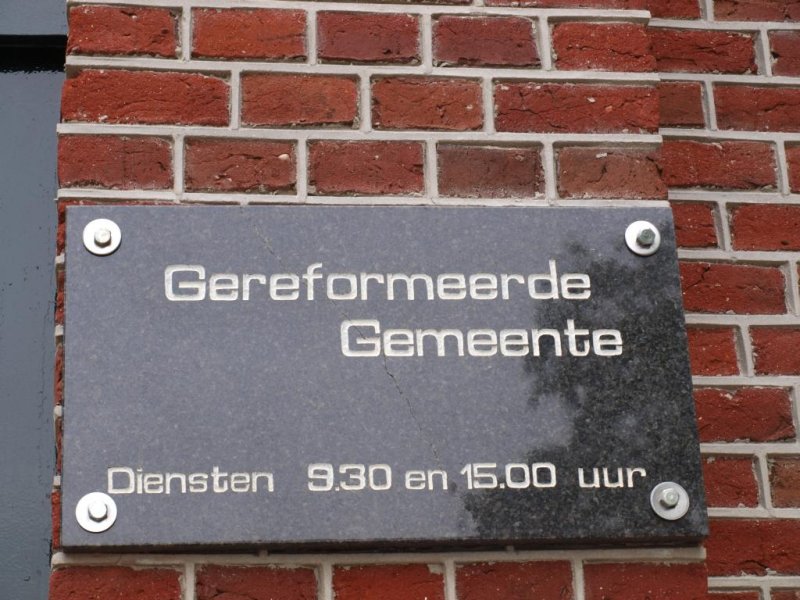 Gereformeerde
Gemeente
Diensten 9.30 en 15.00 uur